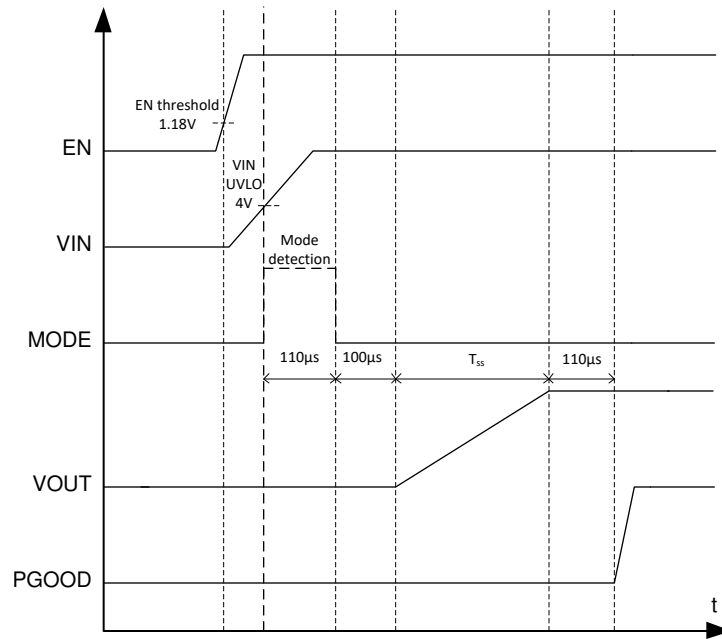 EN threshold
1.18V
EN
VIN
UVLO
4V
VIN
Mode
detection
MODE
110µs
100µs
Tss
110µs
VOUT
PGOOD
t